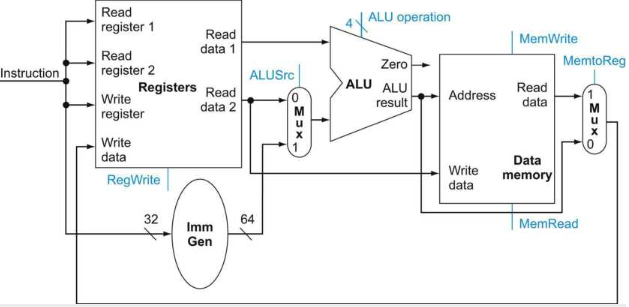 Instruction
Read
register 1
Read
register 2
Write
register
Write
data
Registers
Read
data 1
Read
data 2
RegWrite
32
Imm
Gen
64
ALUSrc
0
M
u
x
1
4
ALU operation
Zero
ALU
ALU
result
MemWrite
Address
Read
data
Write
data
Data
memory
MemRead
MemtoReg
1
M
u
x
0